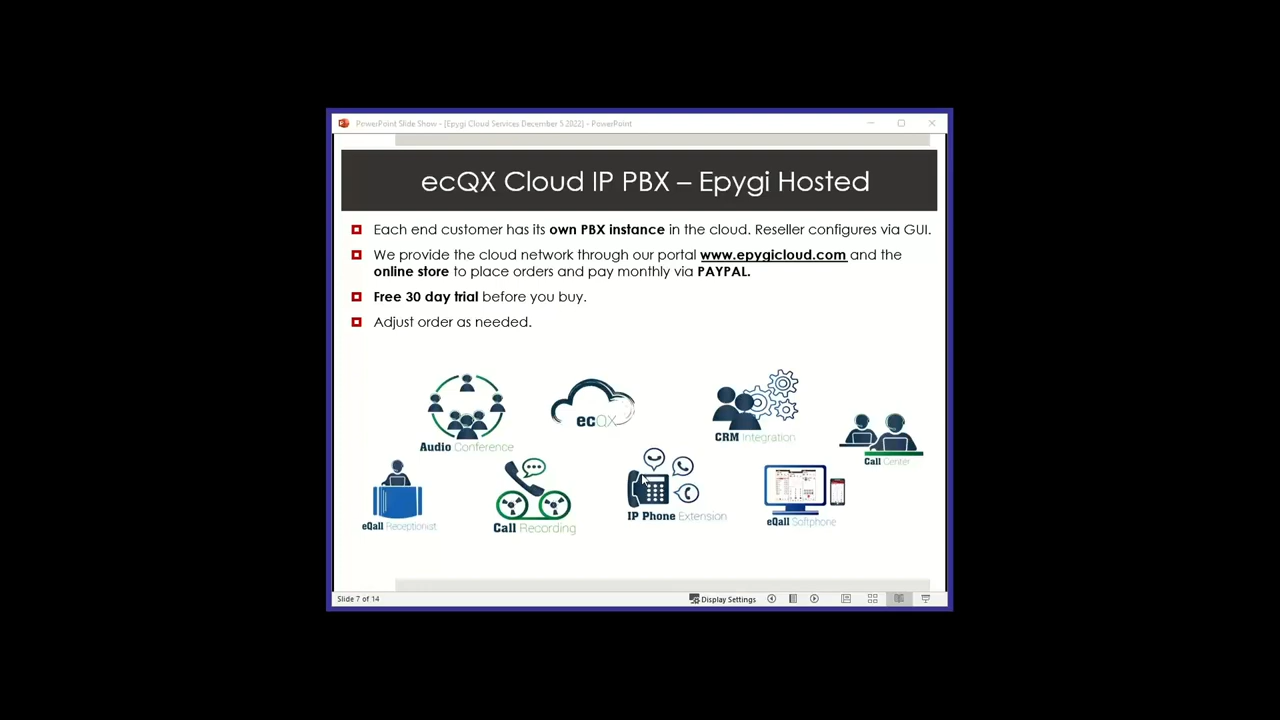 PowerPoint Slide Show - [Epygi Cloud Services December 5 2022] - PowerPoint
ecQX Cloud IP PBX – Epygi Hosted
Each end customer has its own PBX instance in the cloud. Reseller configures via GUI.
We provide the cloud network through our portal www.epygicloud.com and the
online store to place orders and pay monthly via PAYPAL.
Free 30 day trial before you buy.
Adjust order as needed.
Audio Conference
ecQX
CRM Integration
Call Center
eQall Receptionist
Call Recording
IP Phone Extension
eQall Softphone
Slide 7 of 14
Display Settings